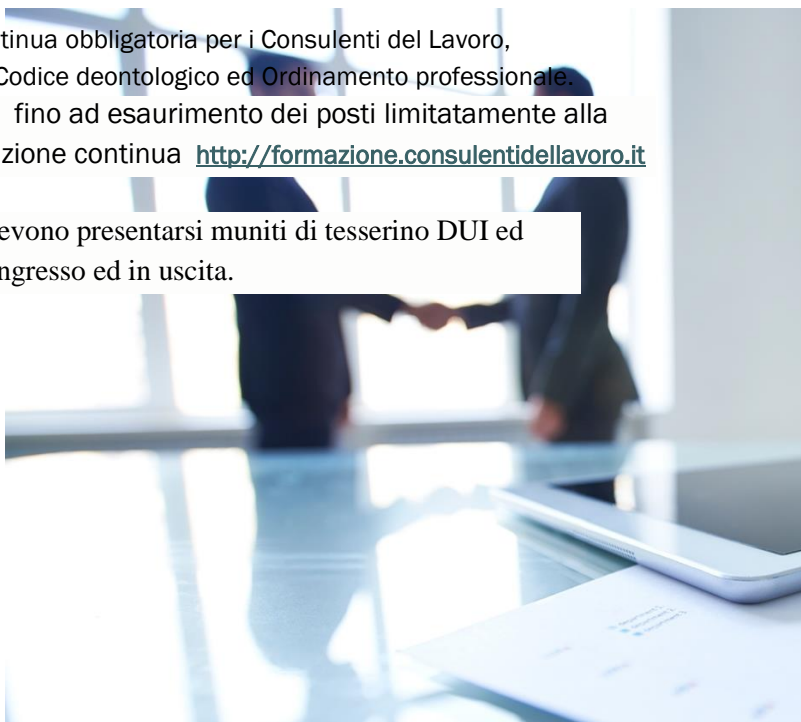 tinua obbligatoria per i Consulenti del Lavoro,
Codice deontologico ed Ordinamento professionale.
fino ad esaurimento dei posti limitatamente alla
zione continua http://formazione.consulentidellavoro.it
evono presentarsi muniti di tesserino DUI ed
ngresso ed in uscita.